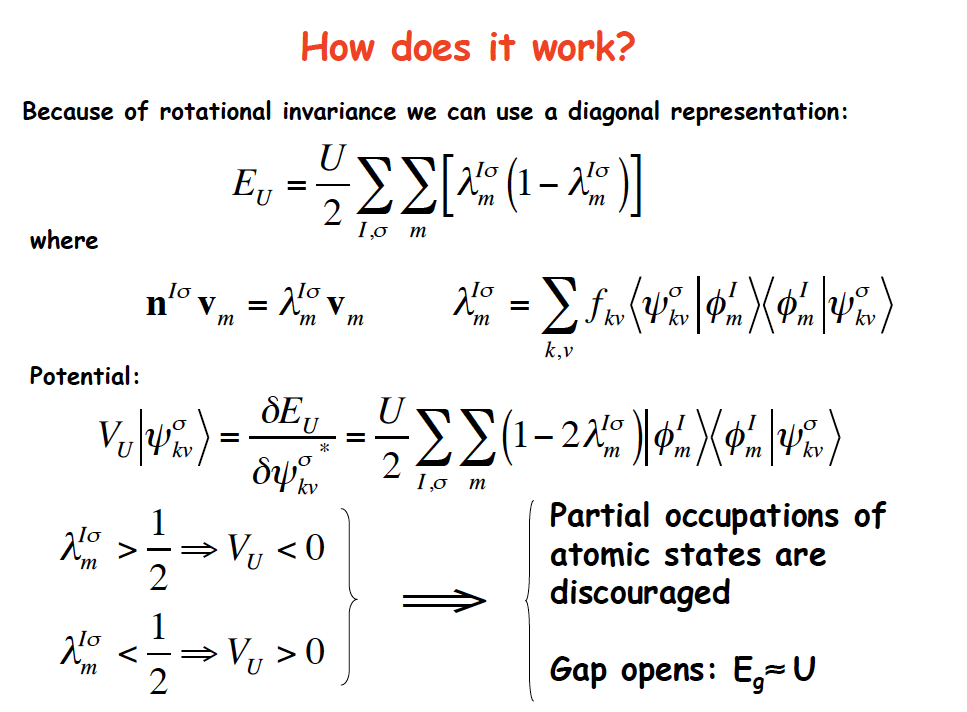 How does it work?
Because of rotational invariance we can use a diagonal representation:
E_U = U/2 ∑_{I,σ} ∑_m [λ_m^{Iσ} (1 − λ_m^{Iσ})]
where
n^{Iσ} v_m = λ_m^{Iσ} v_m    λ_m^{Iσ} = ∑_{k,v} f_{kv} ⟨ψ_{kv}^σ | φ_m^I⟩⟨φ_m^I | ψ_{kv}^σ⟩
Potential:
V_U |ψ_{kv}^σ⟩ = δE_U / δψ_{kv}^{σ*} = U/2 ∑_{I,σ} ∑_m (1 − 2λ_m^{Iσ}) |φ_m^I⟩⟨φ_m^I | ψ_{kv}^σ⟩
λ_m^{Iσ} > 1/2 ⇒ V_U < 0
λ_m^{Iσ} < 1/2 ⇒ V_U > 0
⇒
Partial occupations of
atomic states are
discouraged
Gap opens: E_g ≈ U